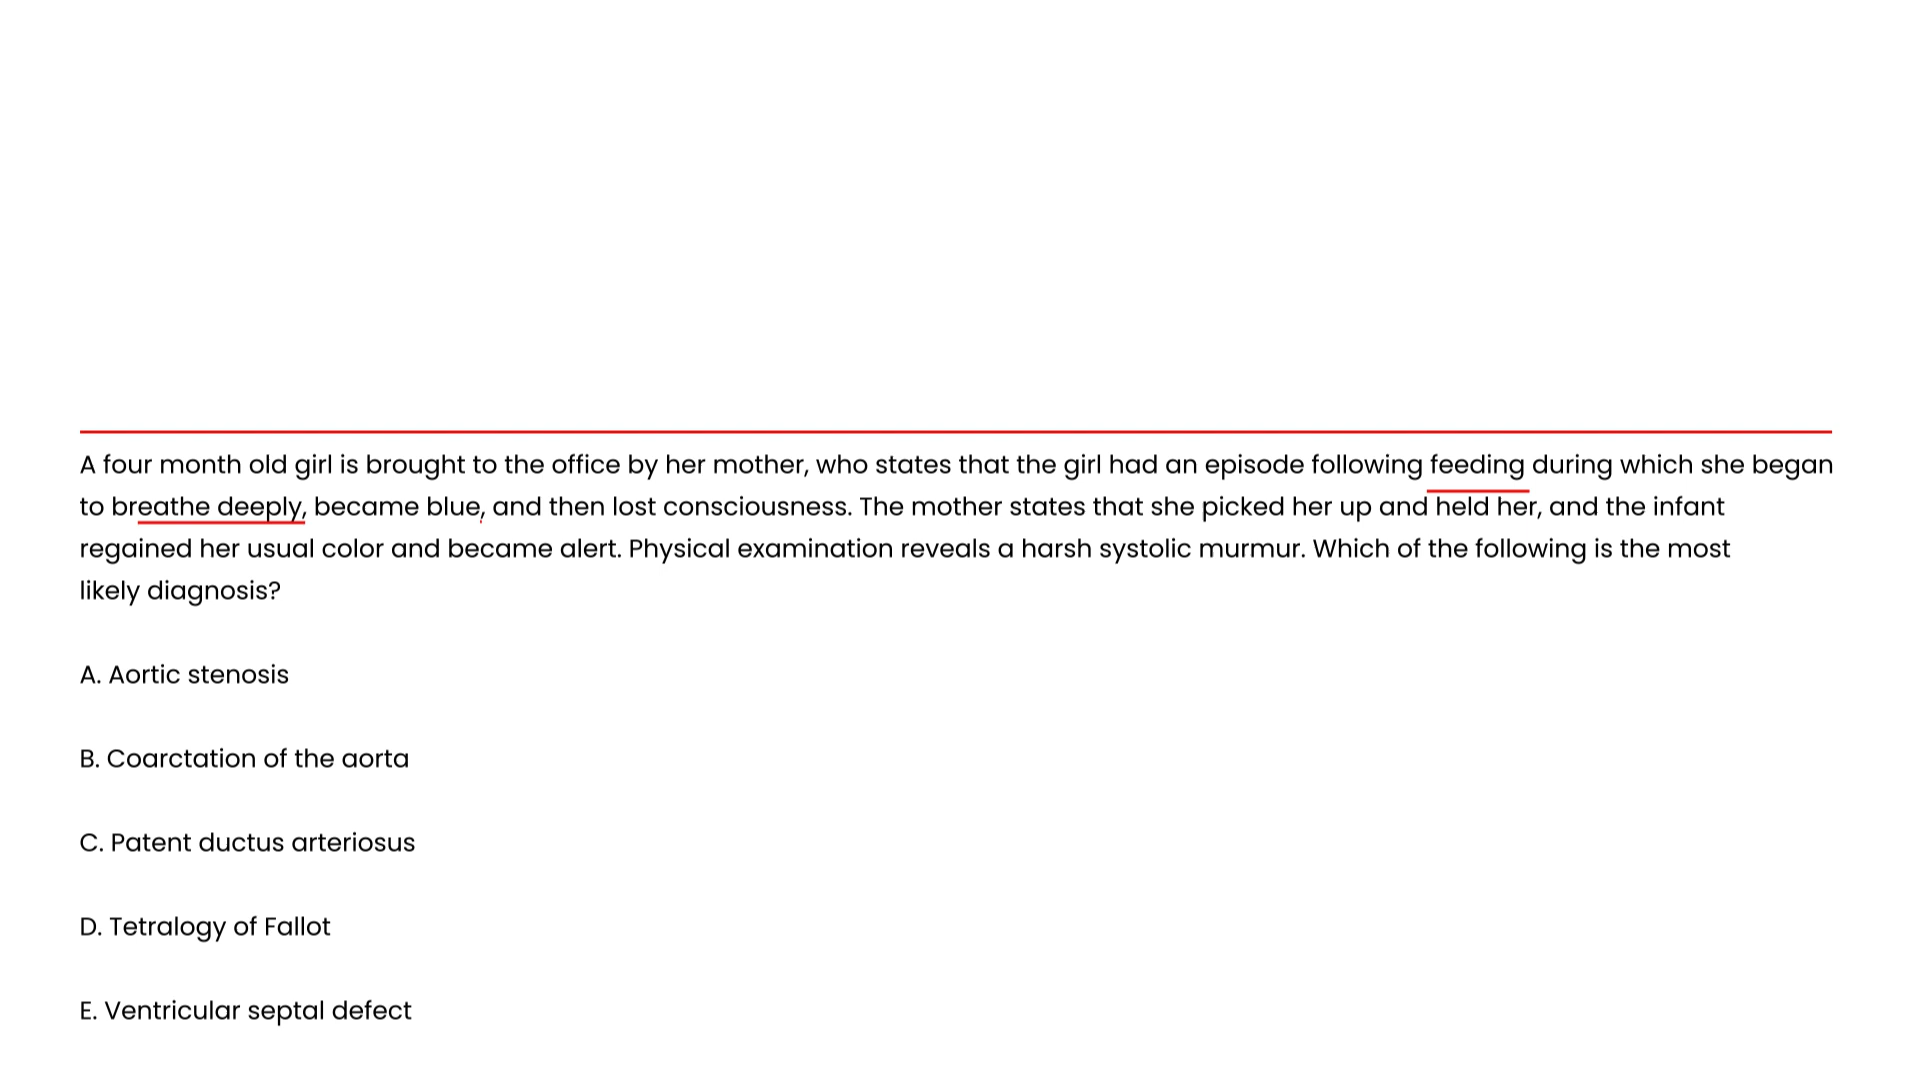 A four month old girl is brought to the office by her mother, who states that the girl had an episode following feeding during which she began
to breathe deeply, became blue, and then lost consciousness. The mother states that she picked her up and held her, and the infant
regained her usual color and became alert. Physical examination reveals a harsh systolic murmur. Which of the following is the most
likely diagnosis?
A. Aortic stenosis
B. Coarctation of the aorta
C. Patent ductus arteriosus
D. Tetralogy of Fallot
E. Ventricular septal defect